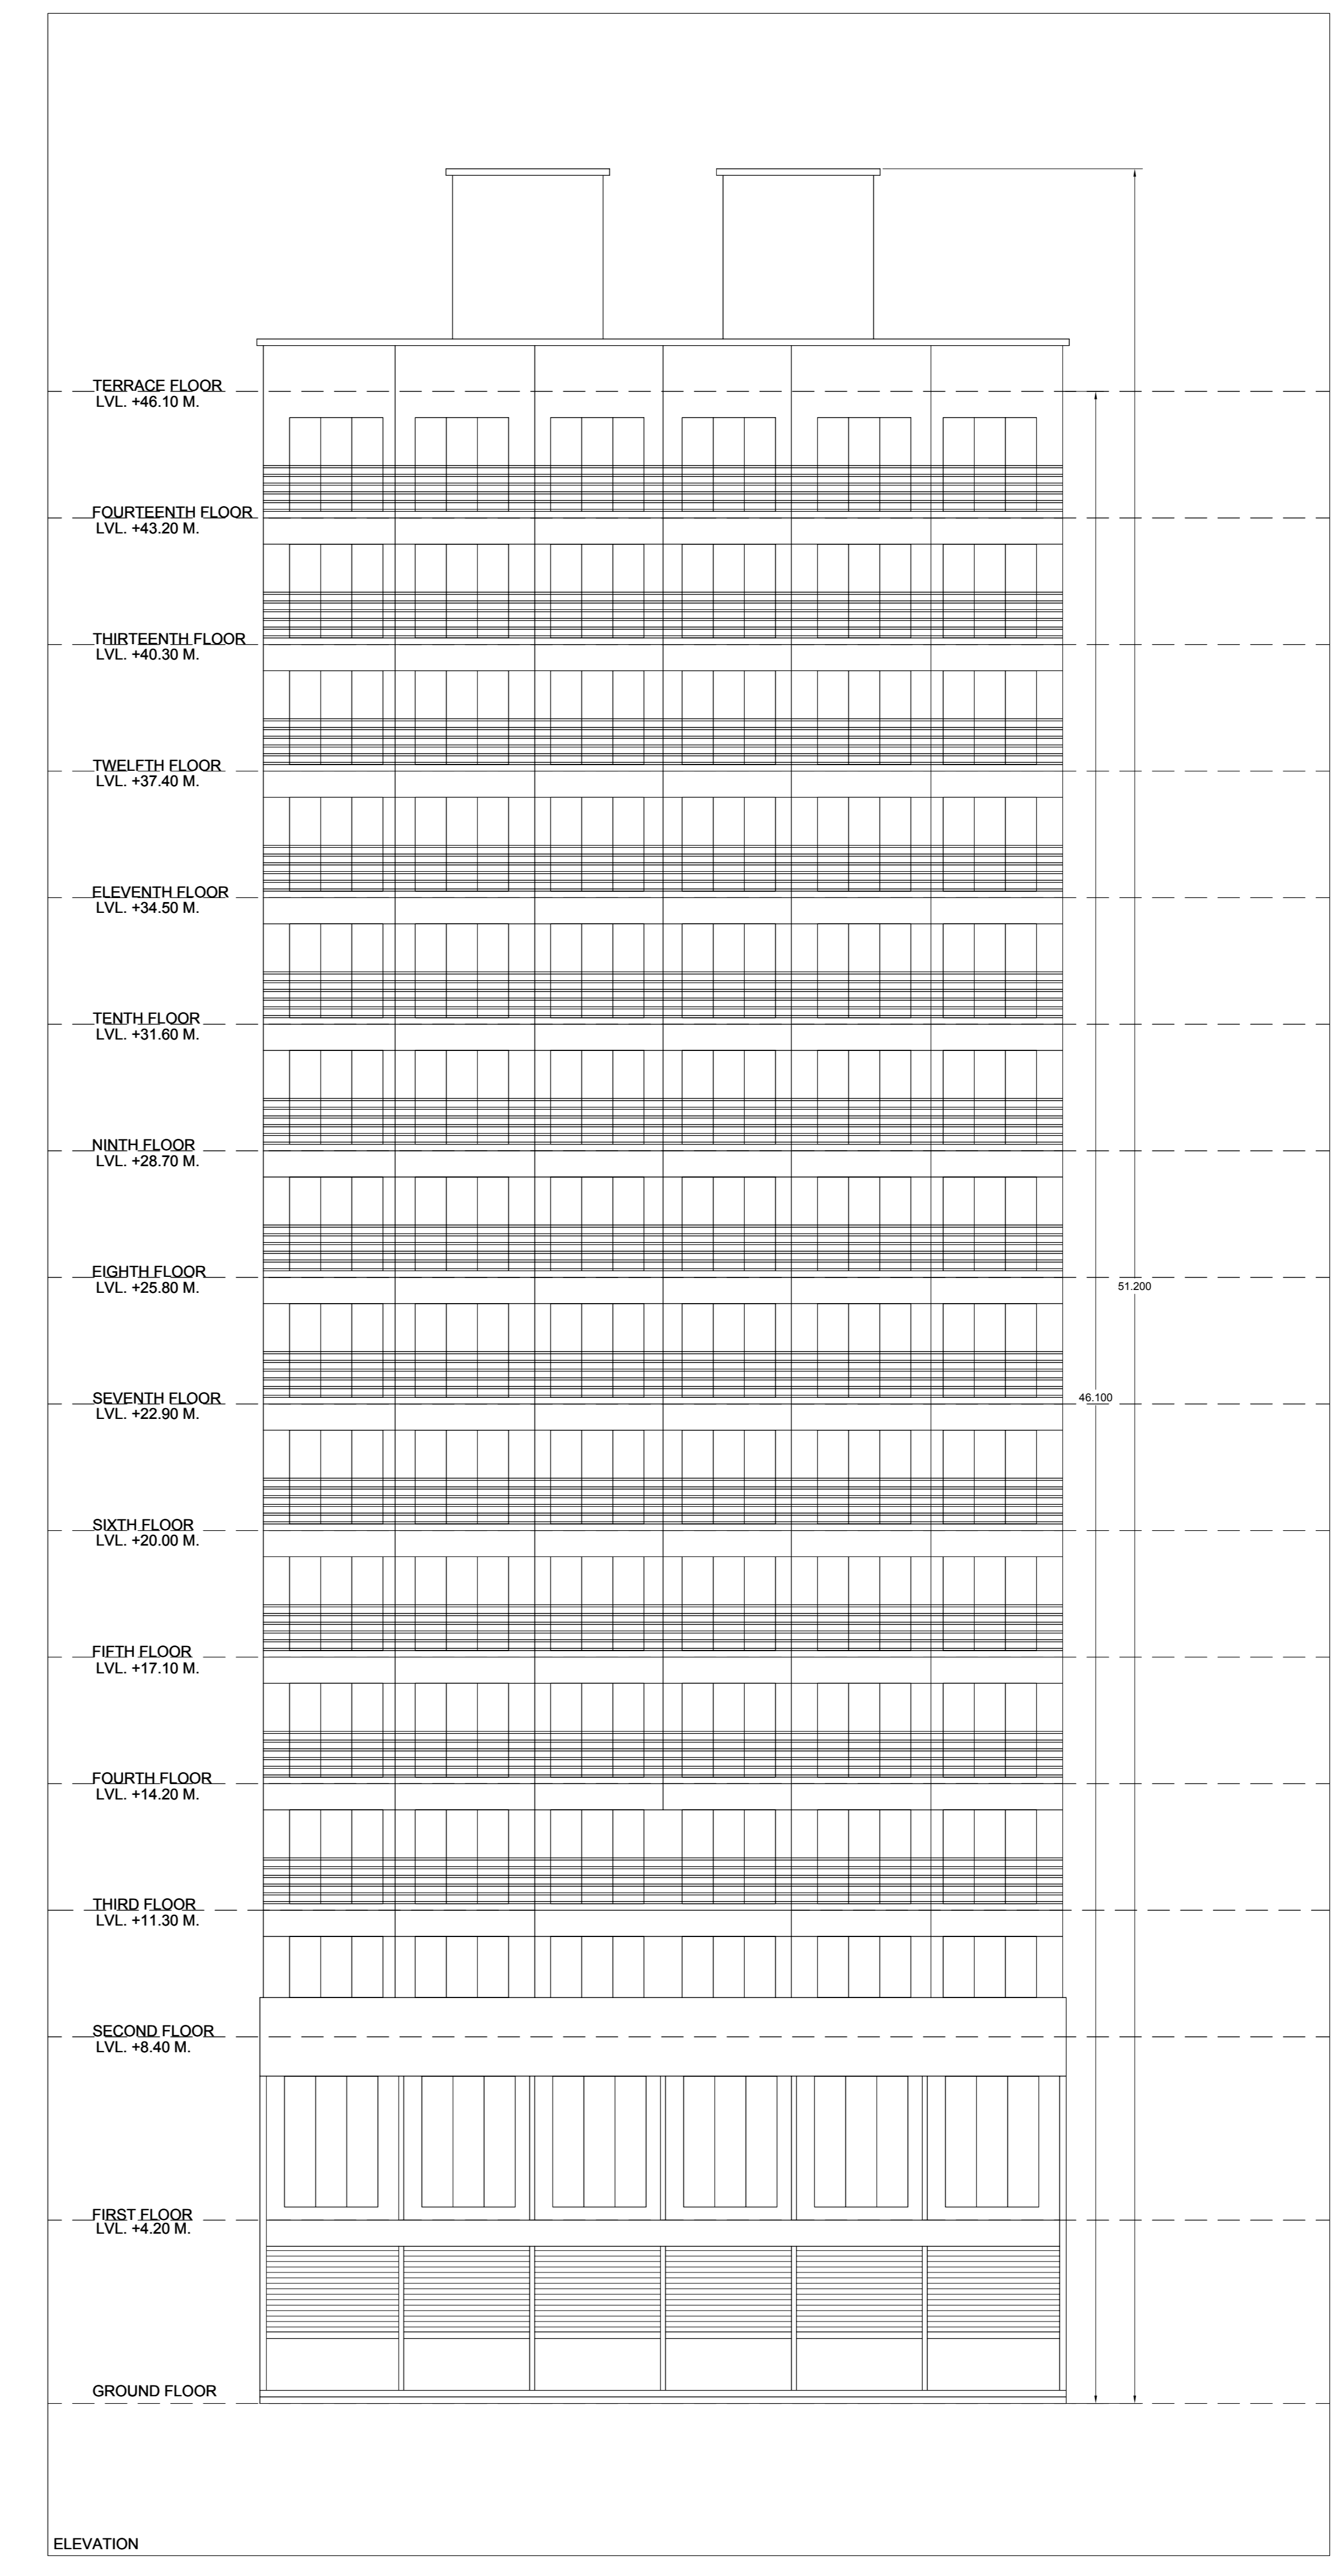 TERRACE FLOOR
LVL. +46.10 M.
FOURTEENTH FLOOR
LVL. +43.20 M.
THIRTEENTH FLOOR
LVL. +40.30 M.
TWELFTH FLOOR
LVL. +37.40 M.
ELEVENTH FLOOR
LVL. +34.50 M.
TENTH FLOOR
LVL. +31.60 M.
NINTH FLOOR
LVL. +28.70 M.
EIGHTH FLOOR
LVL. +25.80 M.
51.200
SEVENTH FLOOR
LVL. +22.90 M.
46.100
SIXTH FLOOR
LVL. +20.00 M.
FIFTH FLOOR
LVL. +17.10 M.
FOURTH FLOOR
LVL. +14.20 M.
THIRD FLOOR
LVL. +11.30 M.
SECOND FLOOR
LVL. +8.40 M.
FIRST FLOOR
LVL. +4.20 M.
GROUND FLOOR
ELEVATION